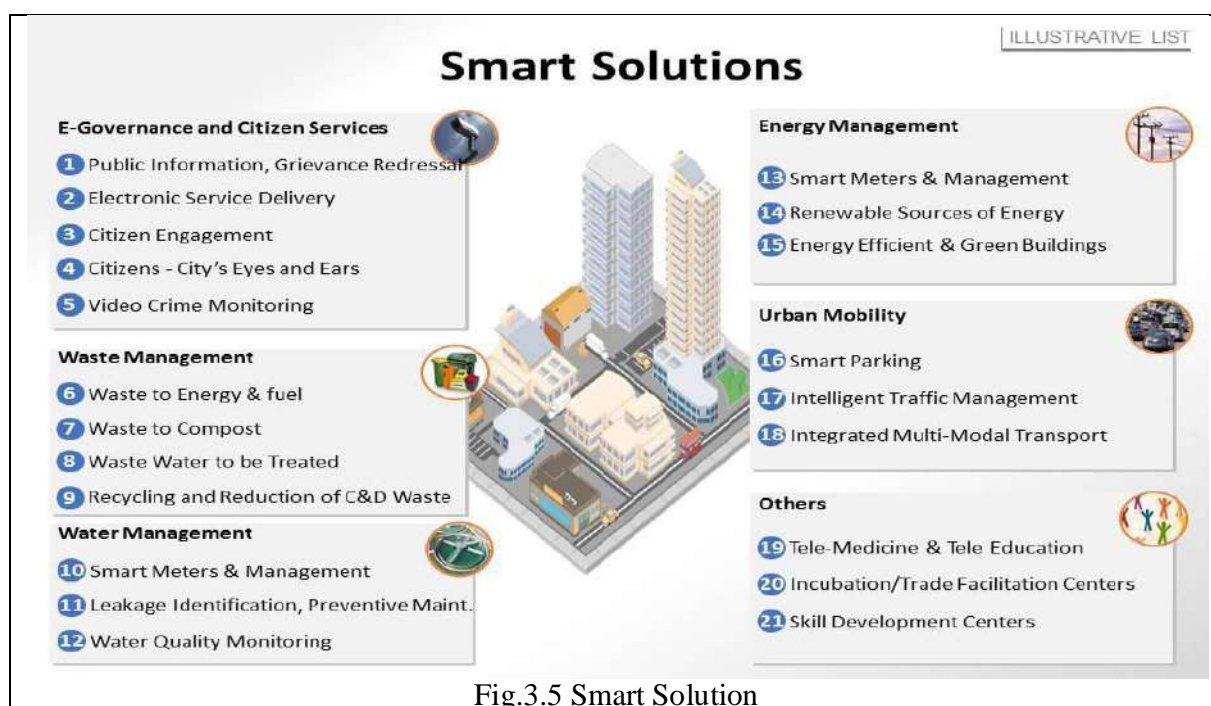 ILLUSTRATIVE LIST
Smart Solutions
E-Governance and Citizen Services
1 Public Information, Grievance Redressal
2 Electronic Service Delivery
3 Citizen Engagement
4 Citizens - City's Eyes and Ears
5 Video Crime Monitoring
Waste Management
6 Waste to Energy & fuel
7 Waste to Compost
8 Waste Water to be Treated
9 Recycling and Reduction of C&D Waste
Water Management
10 Smart Meters & Management
11 Leakage Identification, Preventive Maint.
12 Water Quality Monitoring
Energy Management
13 Smart Meters & Management
14 Renewable Sources of Energy
15 Energy Efficient & Green Buildings
Urban Mobility
16 Smart Parking
17 Intelligent Traffic Management
18 Integrated Multi-Modal Transport
Others
19 Tele-Medicine & Tele Education
20 Incubation/Trade Facilitation Centers
21 Skill Development Centers
Fig.3.5 Smart Solution